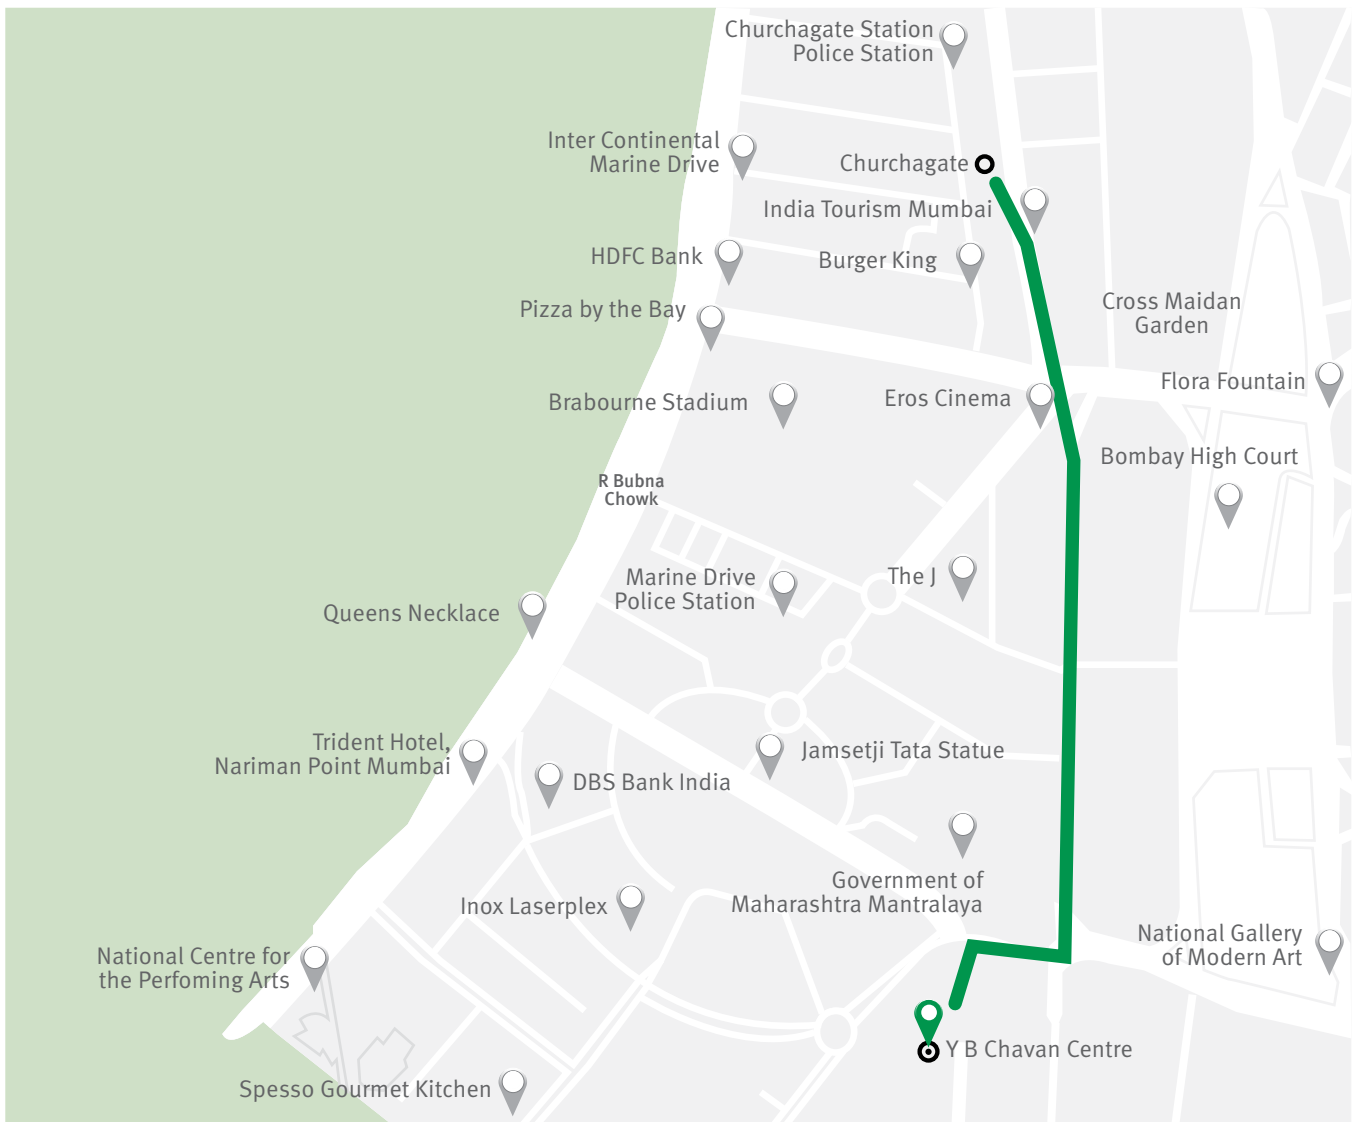 Churchagate Station
Police Station
Inter Continental
Marine Drive
Churchagate
India Tourism Mumbai
HDFC Bank
Burger King
Pizza by the Bay
Cross Maidan
Garden
Flora Fountain
Brabourne Stadium
Eros Cinema
Bombay High Court
R Bubna
Chowk
Marine Drive
Police Station
The J
Queens Necklace
Trident Hotel,
Nariman Point Mumbai
DBS Bank India
Jamsetji Tata Statue
Government of
Maharashtra Mantralaya
Inox Laserplex
National Gallery
of Modern Art
National Centre for
the Perfoming Arts
Y B Chavan Centre
Spesso Gourmet Kitchen